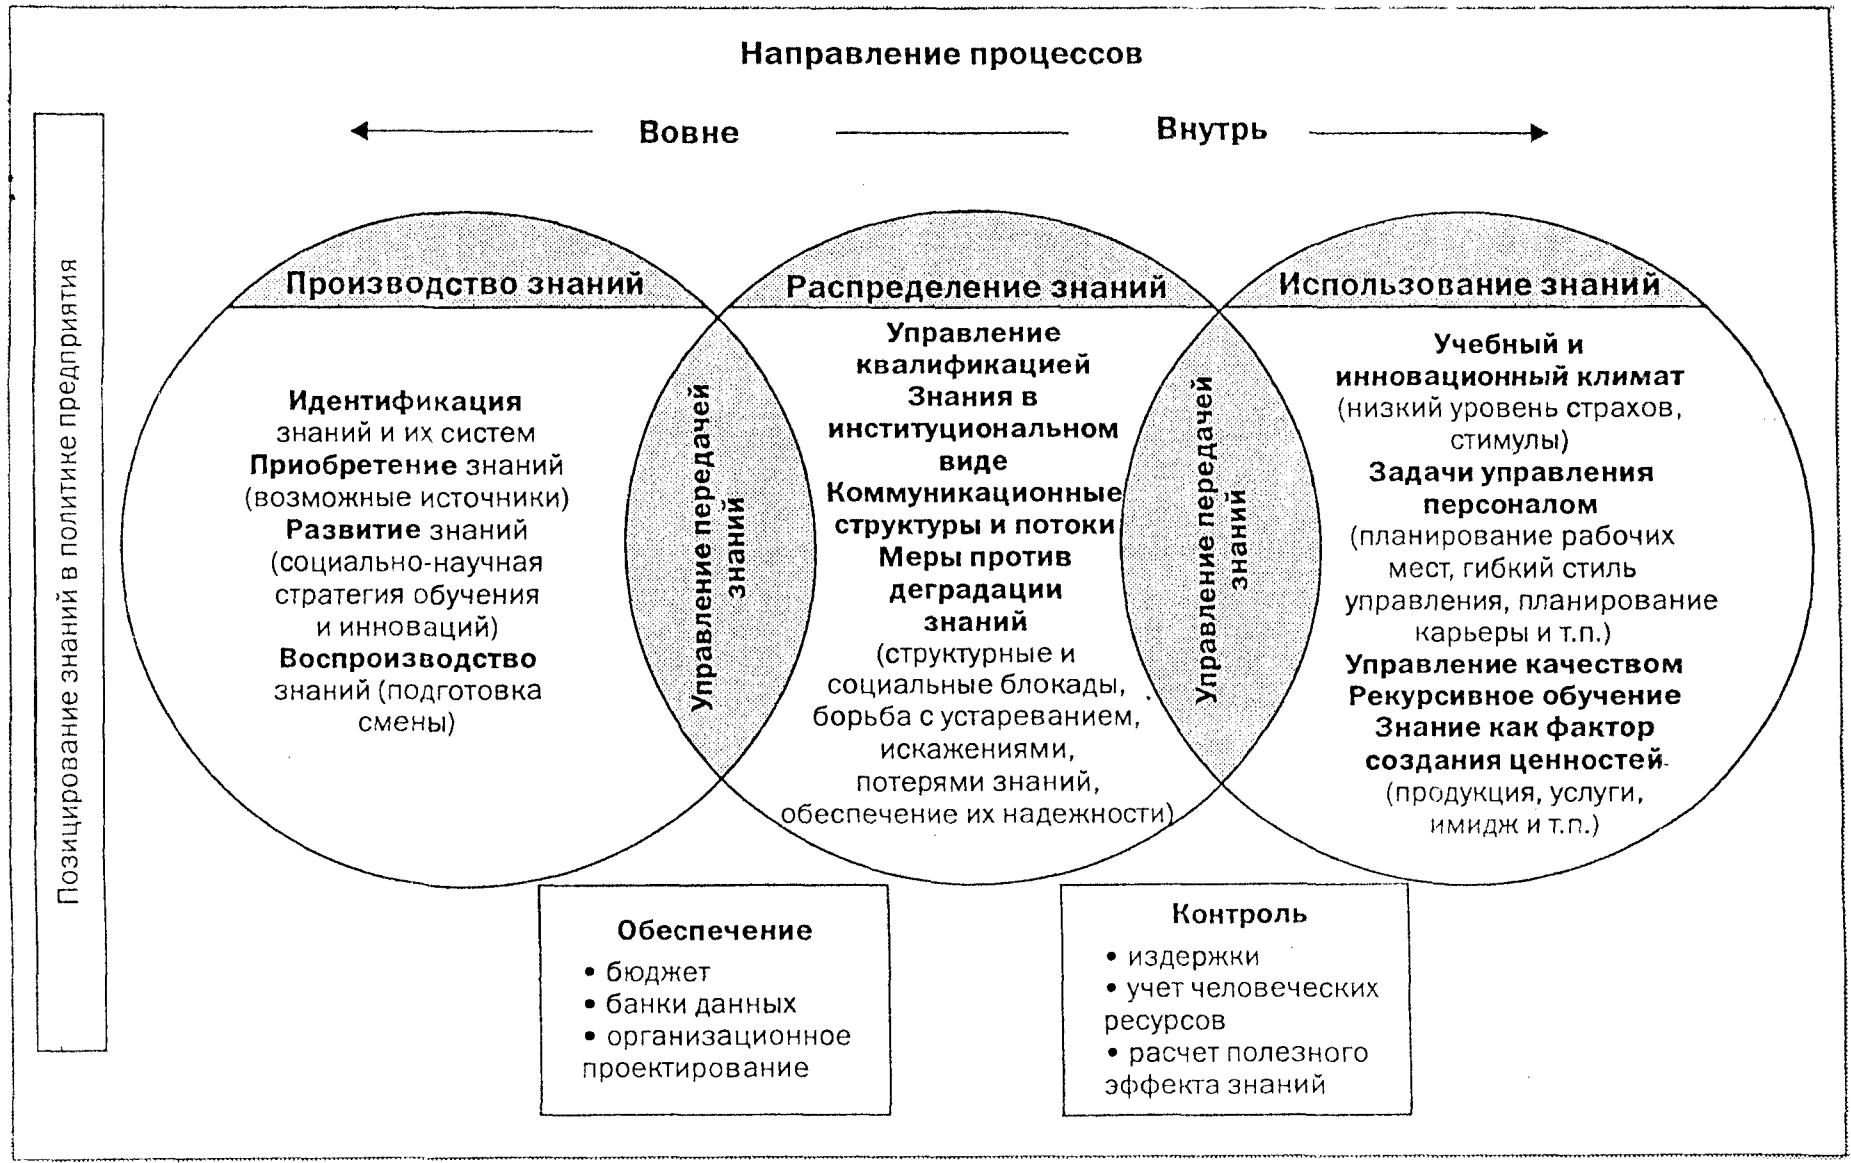 Направление процессов
Вовне
Внутрь
Позиционирование знаний в политике предприятия
Производство знаний
Идентификация
знаний и их систем
Приобретение знаний
(возможные источники)
Развитие знаний
(социально-научная
стратегия обучения
и инноваций)
Воспроизводство
знаний (подготовка
смены)
Управление передачей
знаний
Распределение знаний
Управление
квалификацией
Знания в
институциональном
виде
Коммуникационные
структуры и потоки
Меры против
деградации
знаний
(структурные и
социальные блокады,
борьба с устареванием,
искажениями,
потерями знаний,
обеспечение их надежности)
Управление передачей
знаний
Использование знаний
Учебный и
инновационный климат
(низкий уровень страхов,
стимулы)
Задачи управления
персоналом
(планирование рабочих
мест, гибкий стиль
управления, планирование
карьеры и т.п.)
Управление качеством
Рекурсивное обучение
Знание как фактор
создания ценностей
(продукция, услуги,
имидж и т.п.)
Обеспечение
• бюджет
• банки данных
• организационное
проектирование
Контроль
• издержки
• учет человеческих
ресурсов
• расчет полезного
эффекта знаний